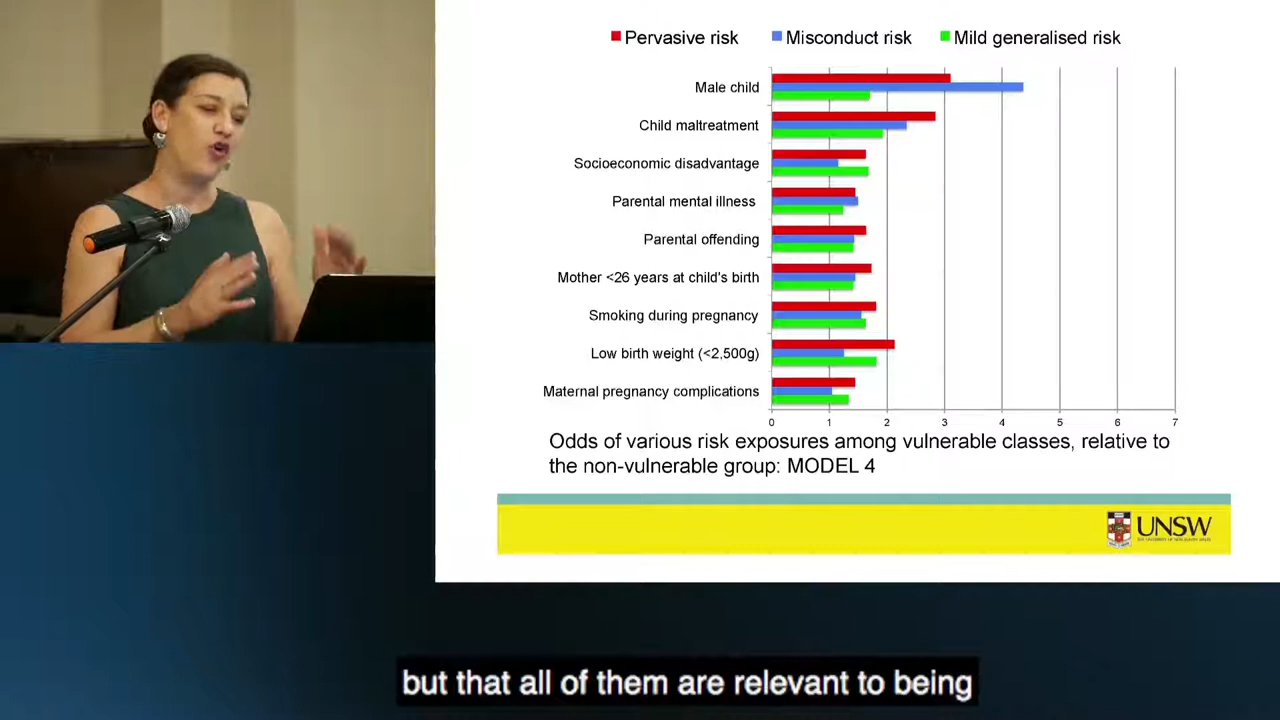 Pervasive risk Misconduct risk Mild generalised risk
Male child
Child maltreatment
Socioeconomic disadvantage
Parental mental illness
Parental offending
Mother <26 years at child's birth
Smoking during pregnancy
Low birth weight (<2,500g)
Maternal pregnancy complications
0 1 2 3 4 5 6 7
Odds of various risk exposures among vulnerable classes, relative to
the non-vulnerable group: MODEL 4
UNSW
but that all of them are relevant to being